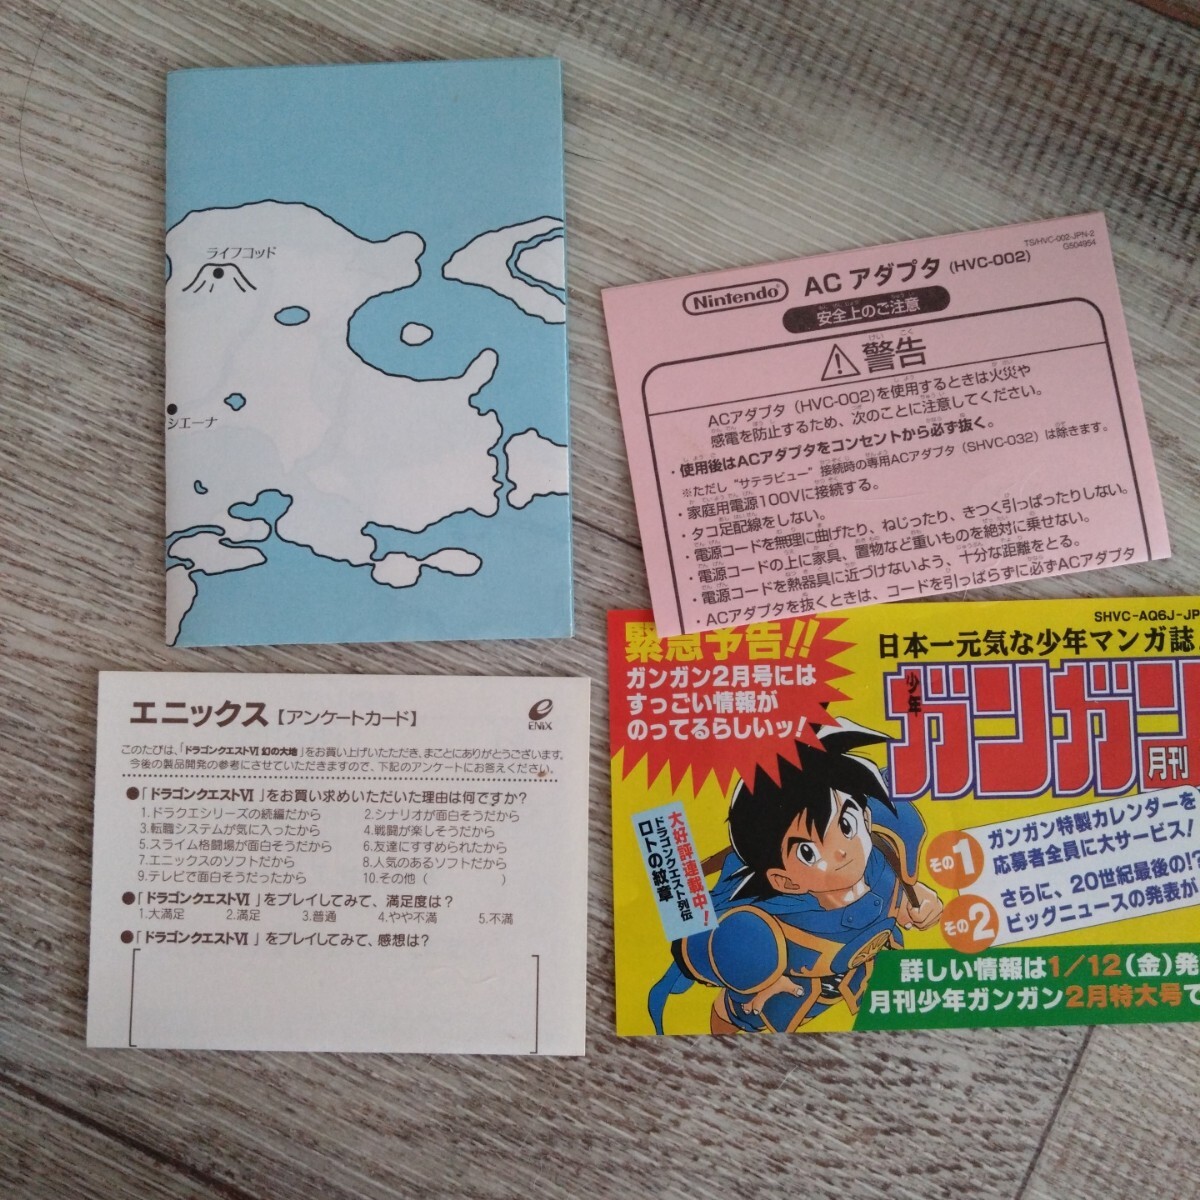 ライフコッド
シエーナ
TS/HVC-002-JPN-2
G504954
Nintendo ACアダプタ (HVC-002)
安全上のご注意
警告
ACアダプタ(HVC-002)を使用するときは火災や
感電を防止するため、次のことに注意してください。
・使用後はACアダプタをコンセントから必ず抜く。
※ただし“サテラビュー”接続時の専用ACアダプタ(SHVC-032)は除きます。
・家庭用電源100Vに接続する。
・タコ足配線をしない。
・電源コードを無理に曲げたり、ねじったり、きつく引っぱったりしない。
・電源コードの上に家具、置物など重いものを絶対に乗せない。
・電源コードを熱器具に近づけないよう、十分な距離をとる。
・ACアダプタを抜くときは、コードを引っぱらずに必ずACアダプタ
エニックス【アンケートカード】
ENIX
このたびは、「ドラゴンクエストVI 幻の大地」をお買い上げいただき、まことにありがとうございます。
今後の製品開発の参考にさせていただきますので、下記のアンケートにお答えください。
●「ドラゴンクエストVI」をお買い求めいただいた理由は何ですか?
1.ドラクエシリーズの続編だから 2.シナリオが面白そうだから
3.転職システムが気に入ったから 4.戦闘が楽しそうだから
5.スライム格闘場が面白そうだから 6.友達にすすめられたから
7.エニックスのソフトだから 8.人気のあるソフトだから
9.テレビで面白そうだったから 10.その他( )
●「ドラゴンクエストVI」をプレイしてみて、満足度は?
1.大満足 2.満足 3.普通 4.やや不満 5.不満
●「ドラゴンクエストVI」をプレイしてみて、感想は?
SHVC-AQ6J-JP
緊急予告!!
ガンガン2月号には
すっごい情報が
のってるらしいッ!
日本一元気な少年マンガ誌
月刊少年ガンガン
大好評連載中!
ドラゴンクエスト列伝
ロトの紋章
その1 ガンガン特製カレンダーを
応募者全員に大サービス!
その2 さらに、20世紀最後の!?
ビッグニュースの発表が
詳しい情報は1/12(金)発
月刊少年ガンガン2月特大号で